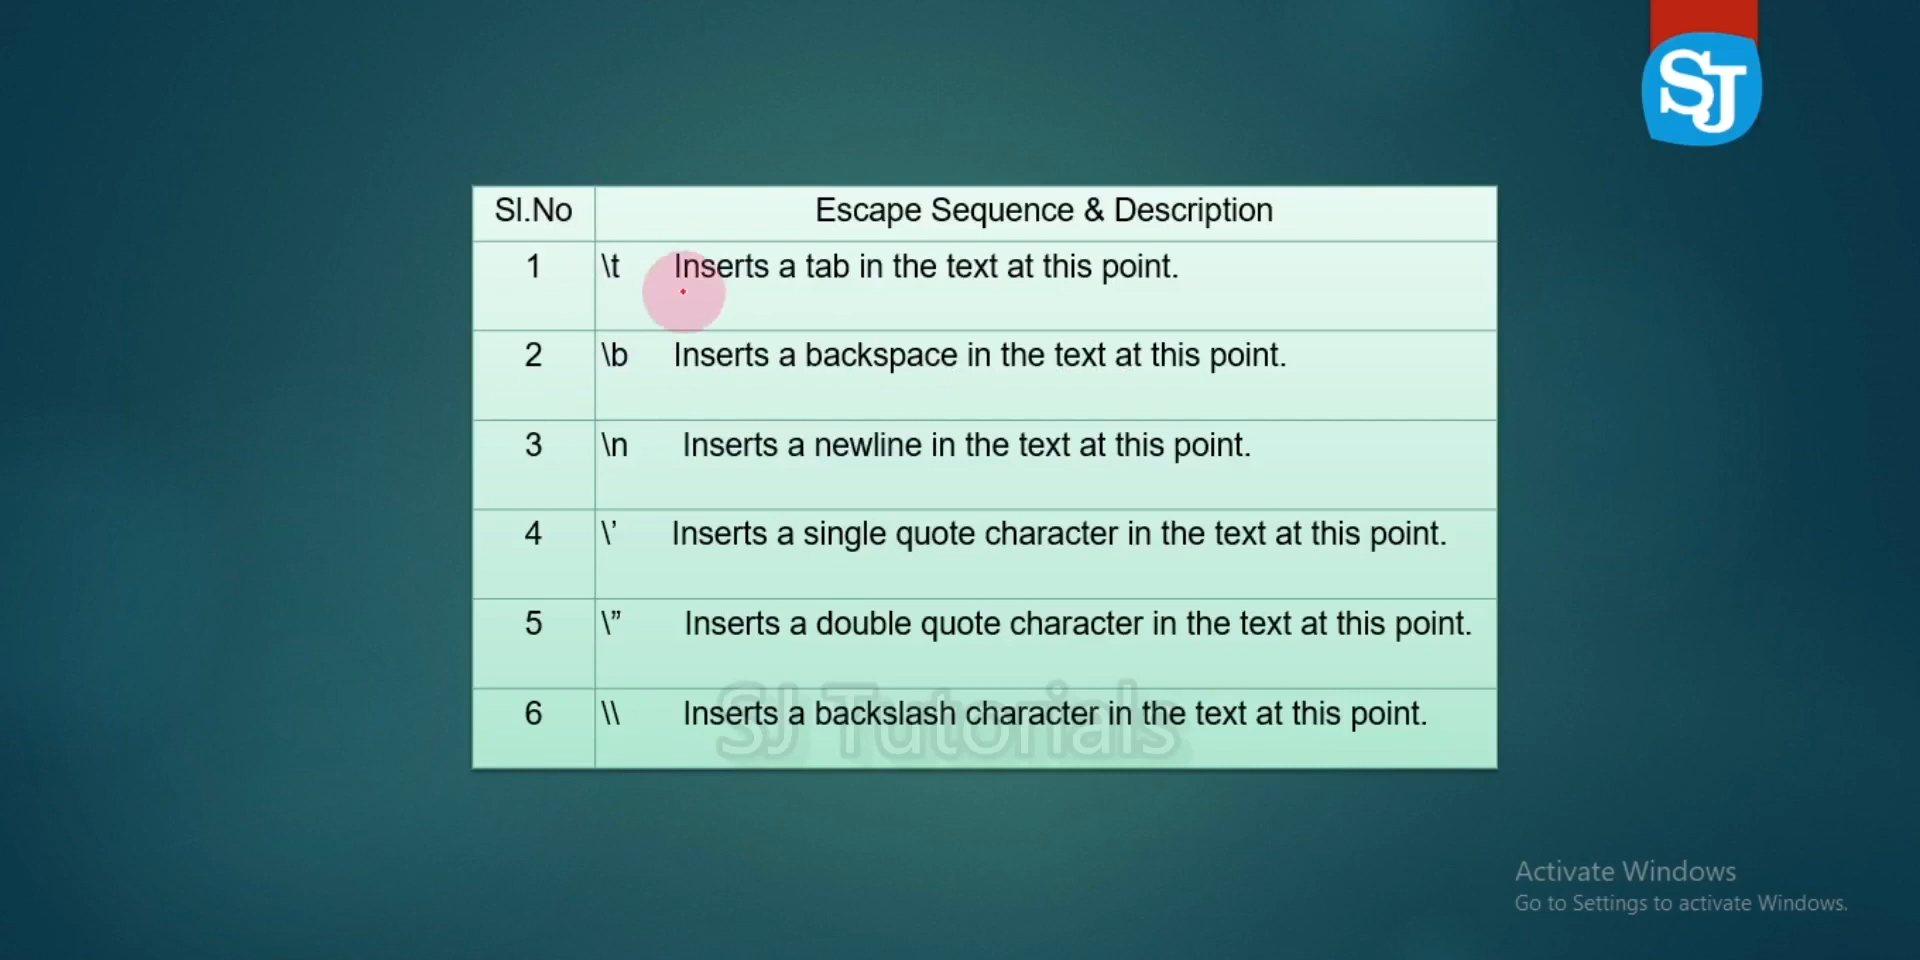 SJ
Sl.No Escape Sequence & Description
1 \t Inserts a tab in the text at this point.
2 \b Inserts a backspace in the text at this point.
3 \n Inserts a newline in the text at this point.
4 \’ Inserts a single quote character in the text at this point.
5 \” Inserts a double quote character in the text at this point.
6 \\ Inserts a backslash character in the text at this point.
SJ Tutorials
Activate Windows
Go to Settings to activate Windows.